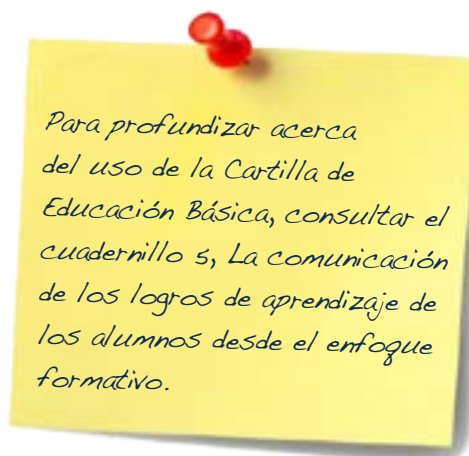 Para profundizar acerca
del uso de la Cartilla de
Educación Básica, consultar el
cuadernillo 5, La comunicación
de los logros de aprendizaje de
los alumnos desde el enfoque
formativo.